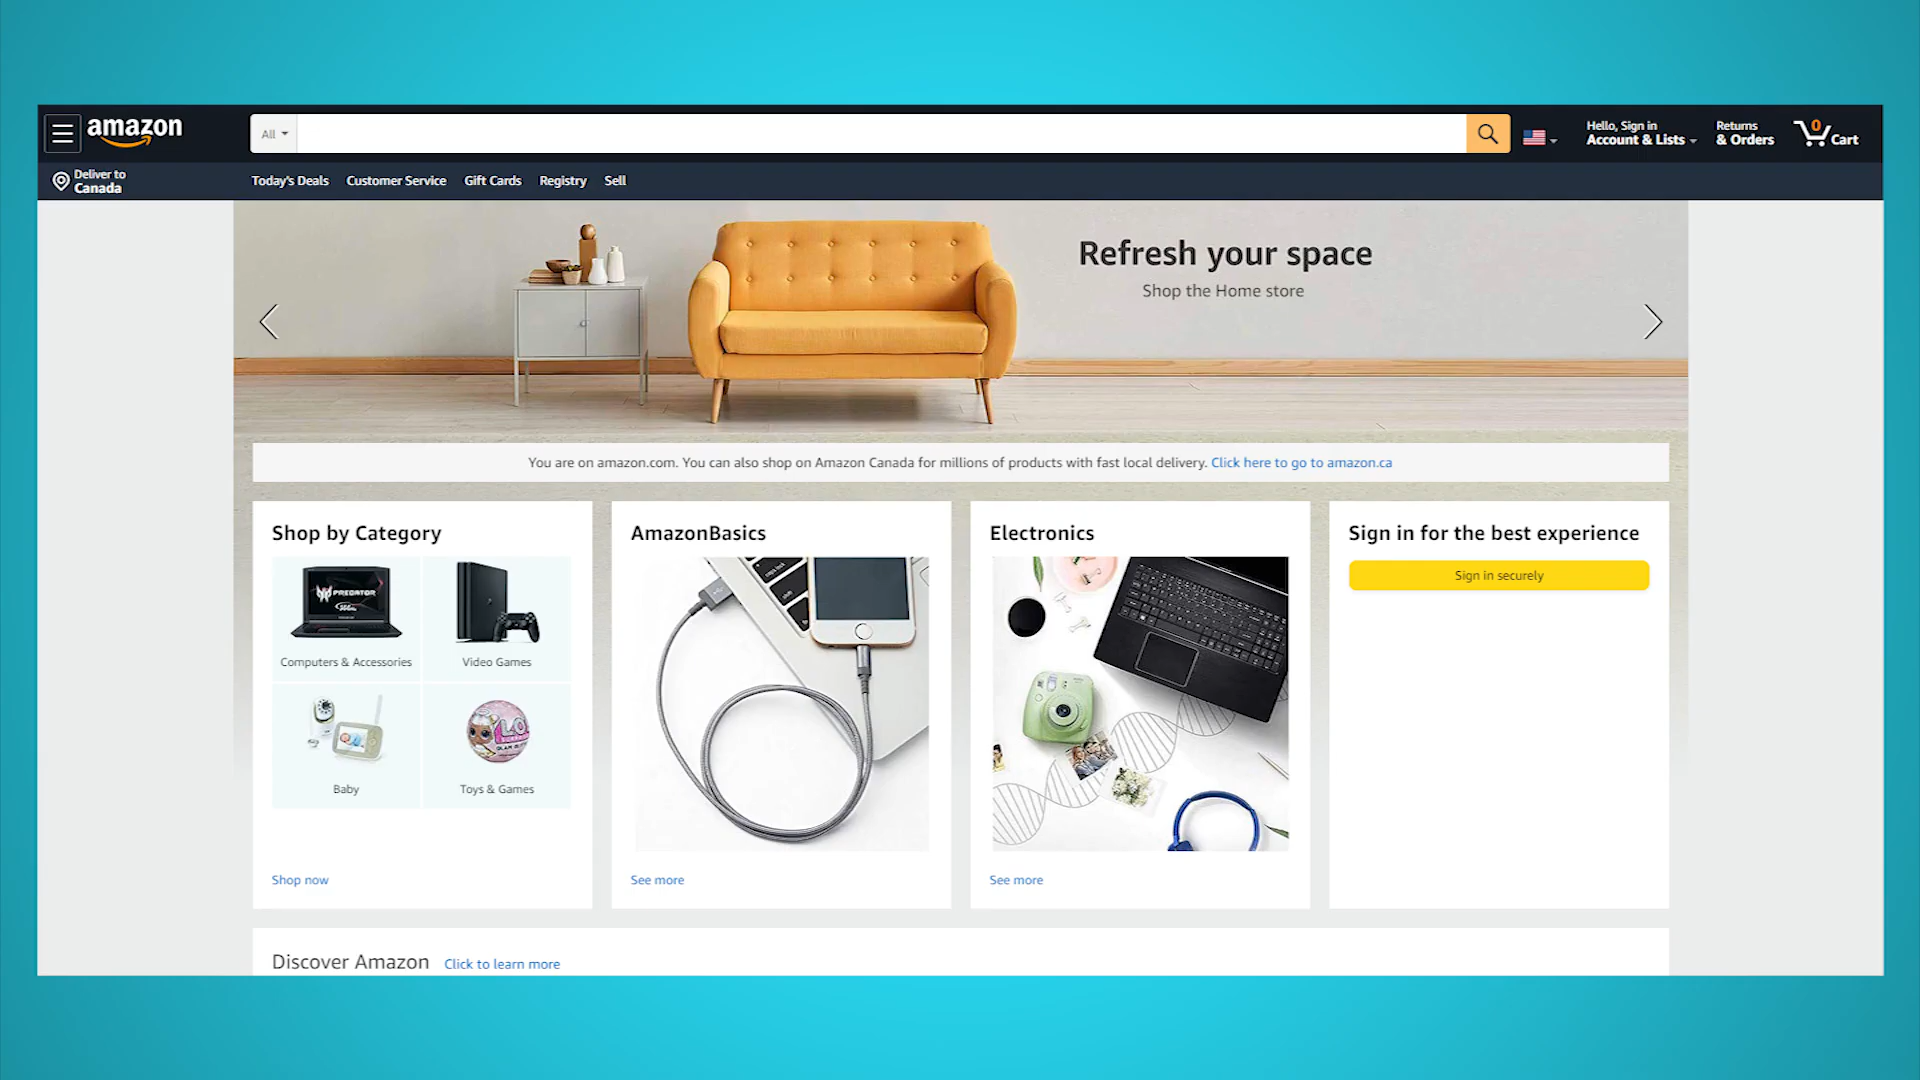 amazon
All
Hello, Sign in
Account & Lists
Returns
& Orders
0
Cart
Deliver to
Canada
Today's Deals
Customer Service
Gift Cards
Registry
Sell
Refresh your space
Shop the Home store
You are on amazon.com. You can also shop on Amazon Canada for millions of products with fast local delivery. Click here to go to amazon.ca
Shop by Category
PREDATOR
Computers & Accessories
Video Games
Baby
Toys & Games
Shop now
AmazonBasics
caps lock
See more
Electronics
See more
Sign in for the best experience
Sign in securely
Discover Amazon
Click to learn more